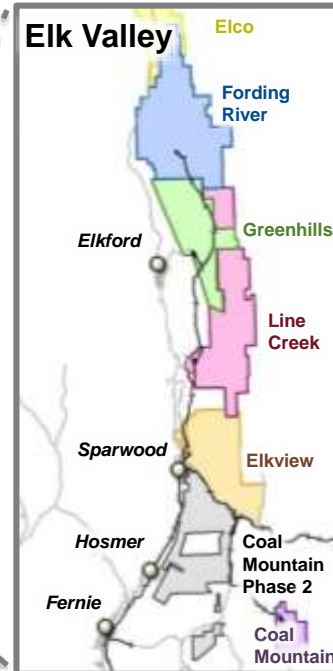 Elk Valley
Elco
Fording
River
Greenhills
Elkford
Line
Creek
Sparwood
Elkview
Hosmer
Coal
Mountain
Phase 2
Fernie
Coal
Mountain